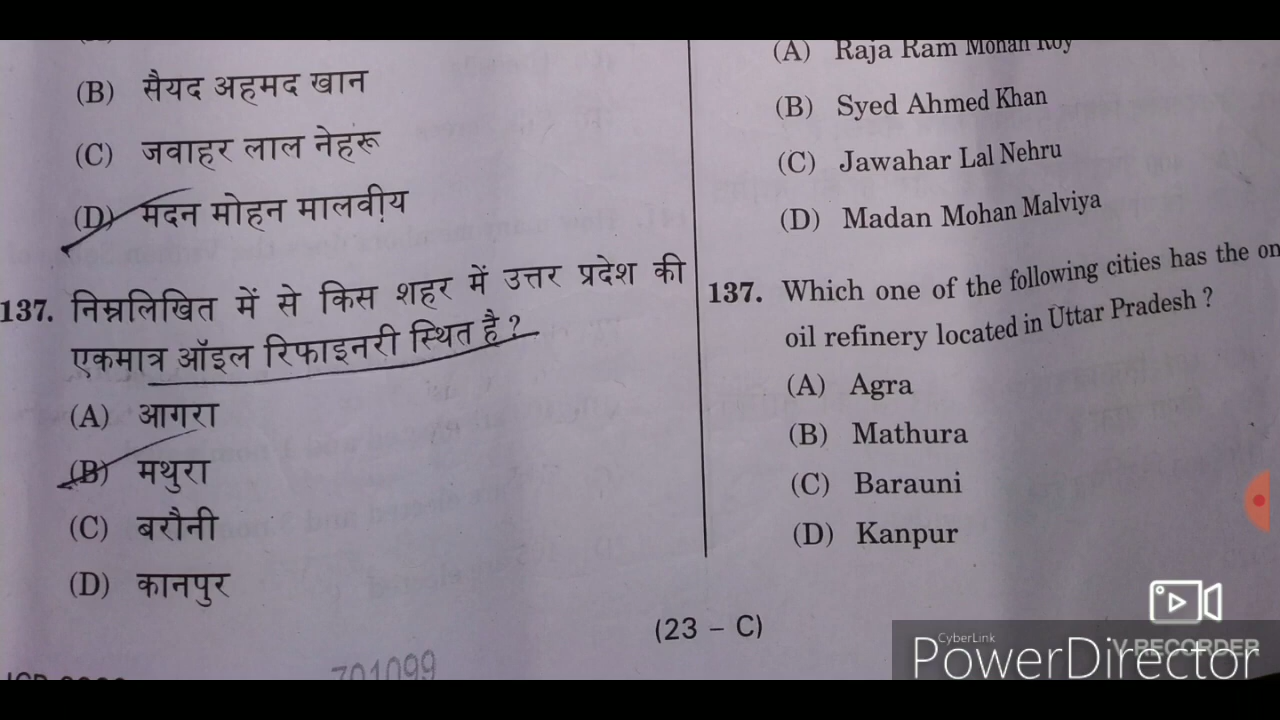 (B) सैयद अहमद खान
(C) जवाहर लाल नेहरू
(D) मदन मोहन मालवीय
137. निम्नलिखित में से किस शहर में उत्तर प्रदेश की
एकमात्र ऑइल रिफाइनरी स्थित है ?
(A) आगरा
(B) मथुरा
(C) बरौनी
(D) कानपुर
(A) Raja Ram Mohan Roy
(B) Syed Ahmed Khan
(C) Jawahar Lal Nehru
(D) Madan Mohan Malviya
137. Which one of the following cities has the on
oil refinery located in Uttar Pradesh ?
(A) Agra
(B) Mathura
(C) Barauni
(D) Kanpur
(23 – C)
701099
V RECORDER
CyberLink
PowerDirector